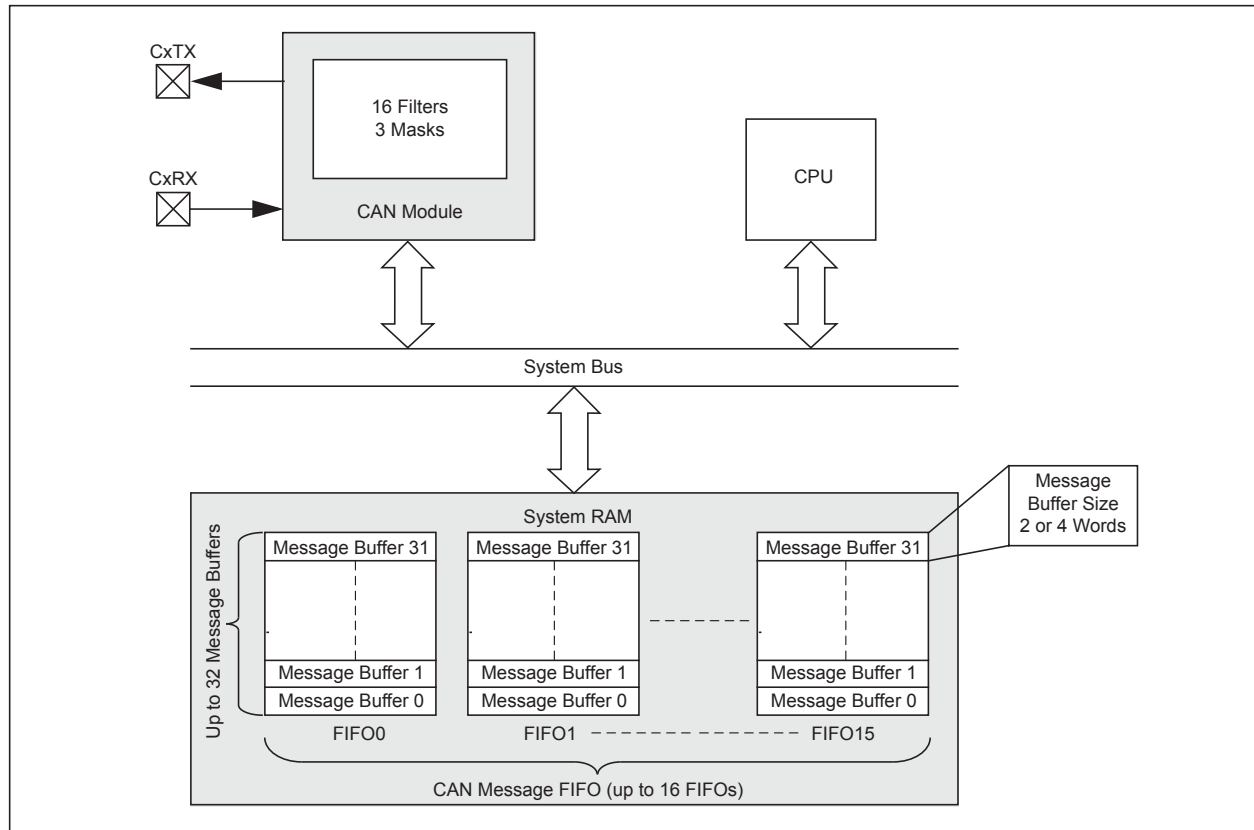 CxTX
16 Filters
3 Masks
CxRX
CAN Module
CPU
System Bus
System RAM
Message
Buffer Size
2 or 4 Words
Up to 32 Message Buffers
Message Buffer 31
Message Buffer 1
Message Buffer 0
FIFO0
Message Buffer 31
Message Buffer 1
Message Buffer 0
FIFO1
Message Buffer 31
Message Buffer 1
Message Buffer 0
FIFO15
CAN Message FIFO (up to 16 FIFOs)